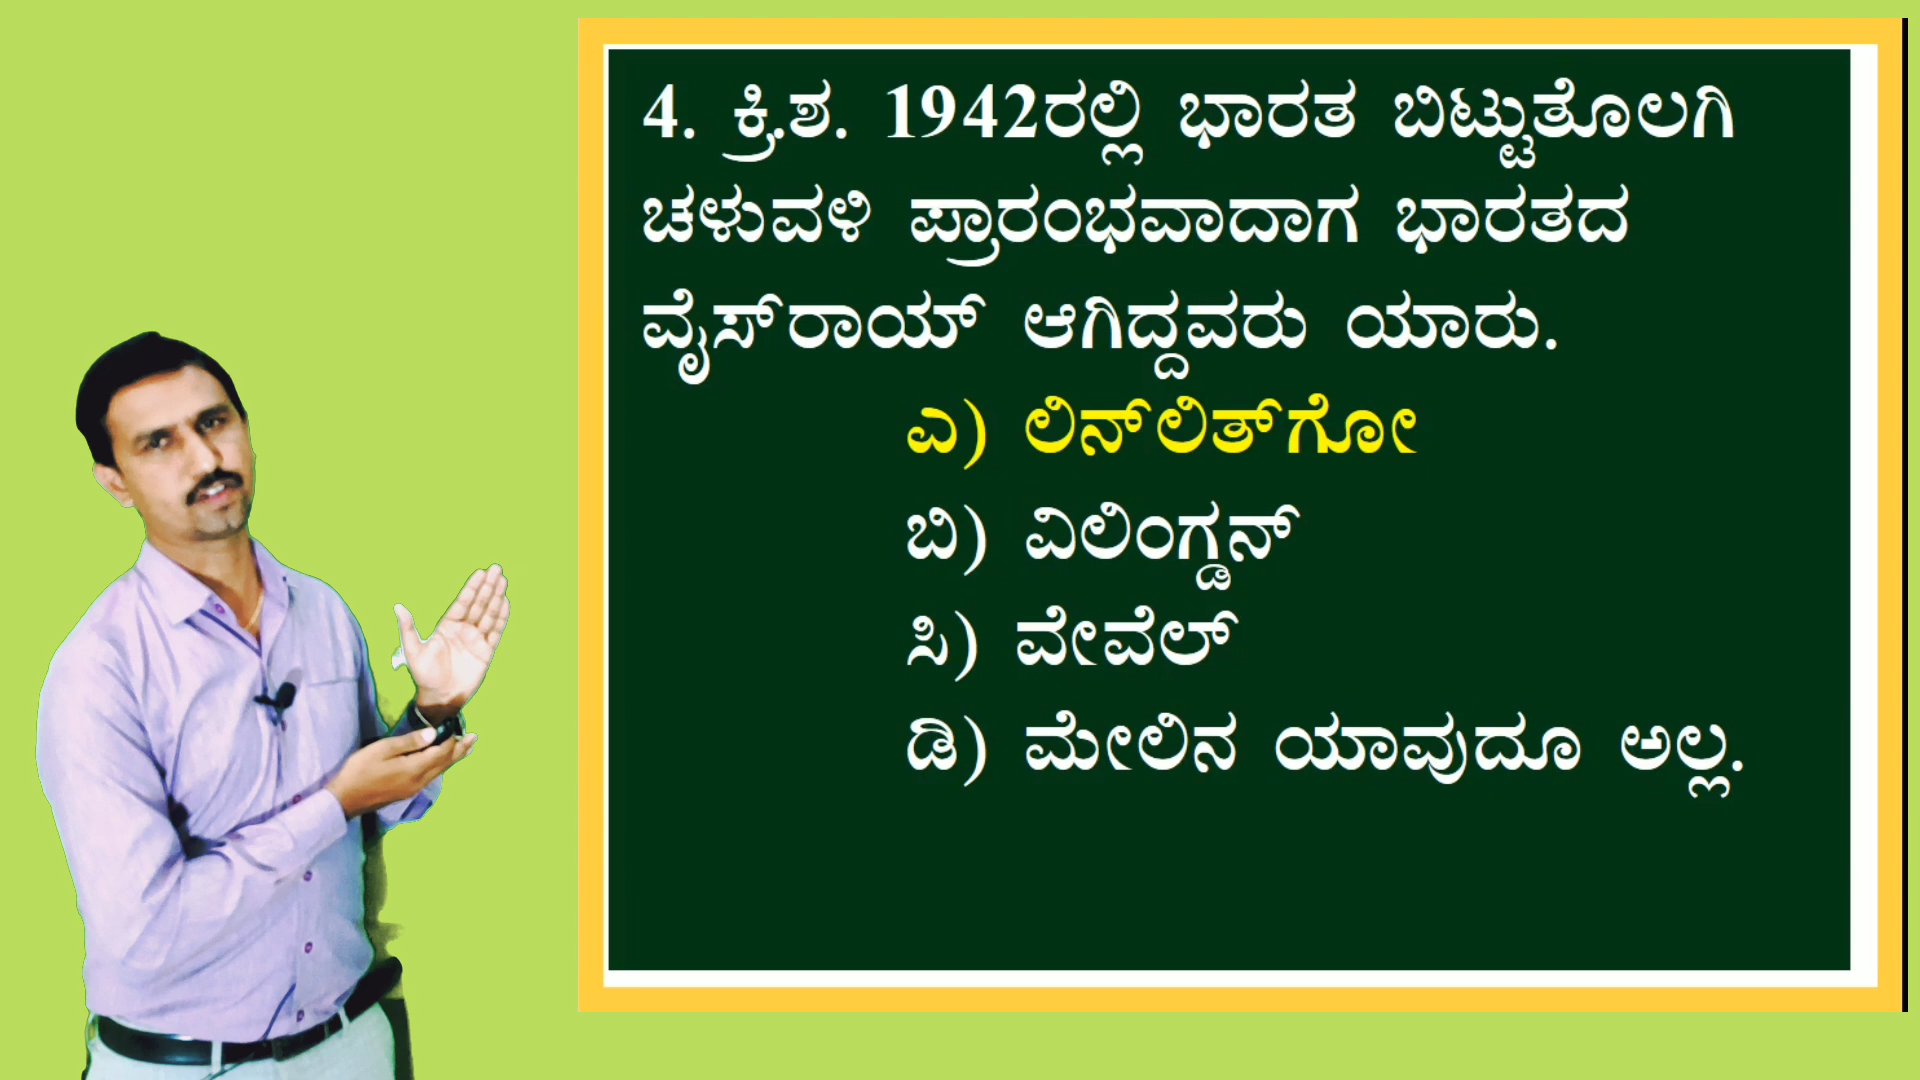 4. ಕ್ರಿ.ಶ. 1942ರಲ್ಲಿ ಭಾರತ ಬಿಟ್ಟುತೊಲಗಿ
ಚಳುವಳಿ ಪ್ರಾರಂಭವಾದಾಗ ಭಾರತದ
ವೈಸ್‌ರಾಯ್ ಆಗಿದ್ದವರು ಯಾರು.
ಎ) ಲಿನ್‌ಲಿತ್‌ಗೋ
ಬಿ) ವಿಲಿಂಗ್ಡನ್
ಸಿ) ವೇವೆಲ್
ಡಿ) ಮೇಲಿನ ಯಾವುದೂ ಅಲ್ಲ.